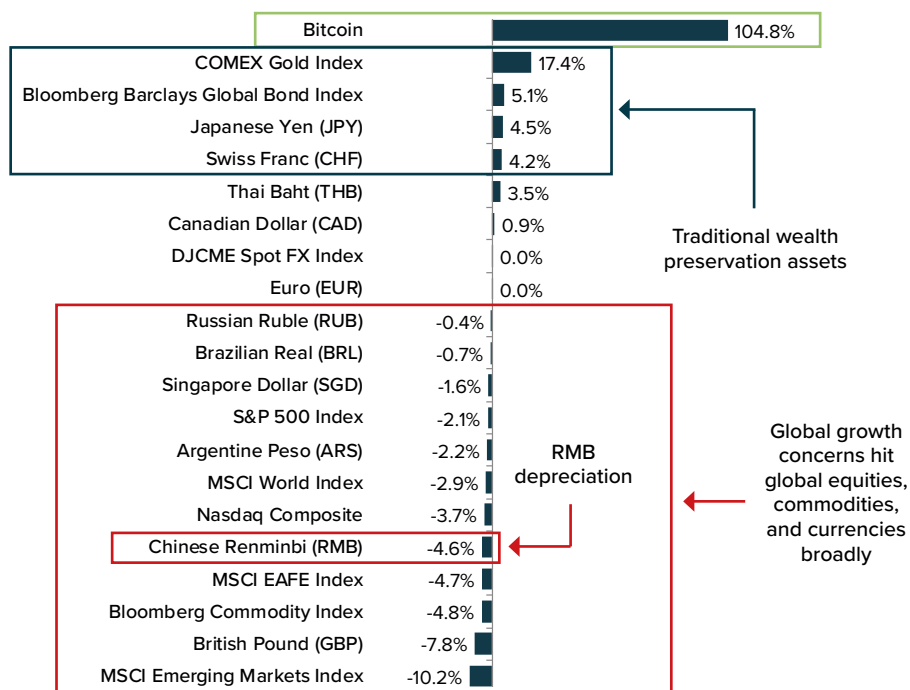 Bitcoin 104.8%
COMEX Gold Index 17.4%
Bloomberg Barclays Global Bond Index 5.1%
Japanese Yen (JPY) 4.5%
Swiss Franc (CHF) 4.2%
Thai Baht (THB) 3.5%
Canadian Dollar (CAD) 0.9%
DJCME Spot FX Index 0.0%
Euro (EUR) 0.0%
Traditional wealth
preservation assets
Russian Ruble (RUB) -0.4%
Brazilian Real (BRL) -0.7%
Singapore Dollar (SGD) -1.6%
S&P 500 Index -2.1%
Argentine Peso (ARS) -2.2%
MSCI World Index -2.9%
Nasdaq Composite -3.7%
Chinese Renminbi (RMB) -4.6%
MSCI EAFE Index -4.7%
Bloomberg Commodity Index -4.8%
British Pound (GBP) -7.8%
MSCI Emerging Markets Index -10.2%
RMB
depreciation
Global growth
concerns hit
global equities,
commodities,
and currencies
broadly